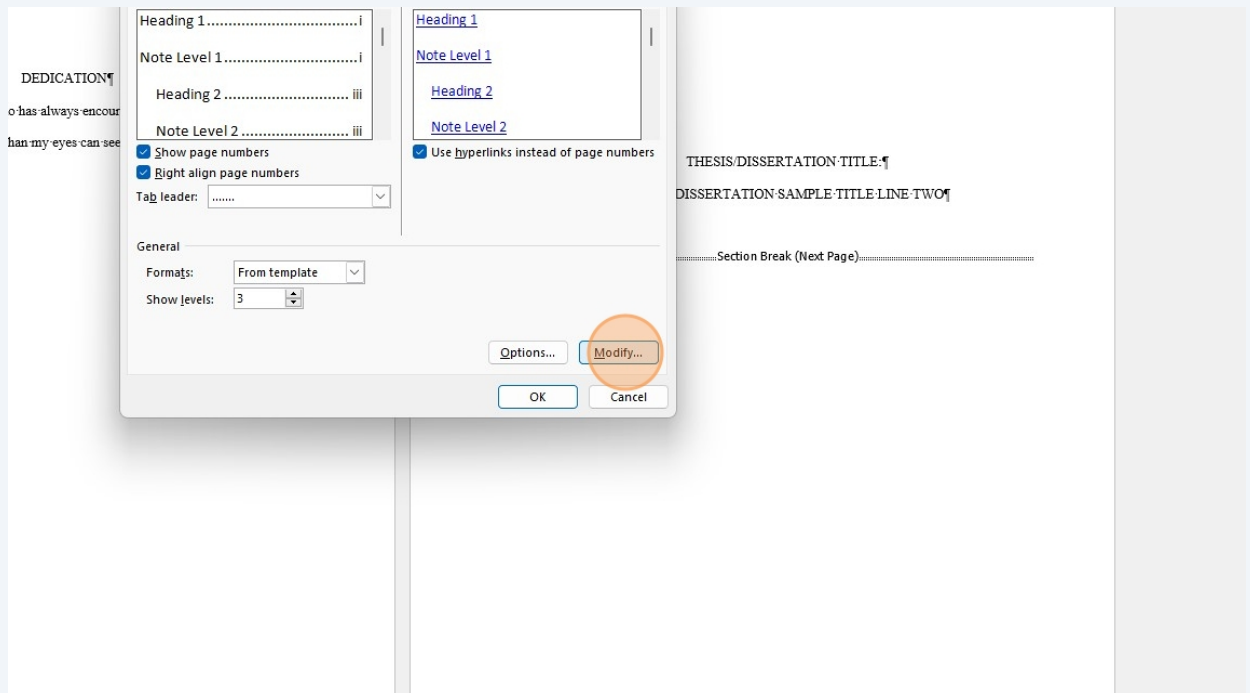 Heading 1....................................i
Note Level 1................................i
Heading 2 .............................. iii
Note Level 2 .......................... iii
Heading 1
Note Level 1
Heading 2
Note Level 2
Show page numbers
Right align page numbers
Tab leader: .......
Use hyperlinks instead of page numbers
General
Formats: From template
Show levels: 3
Options...
Modify...
OK
Cancel
DEDICATION¶
o·has·always·encour
han·my·eyes·can·see
THESIS/DISSERTATION·TITLE:¶
DISSERTATION·SAMPLE·TITLE·LINE·TWO¶
Section Break (Next Page)